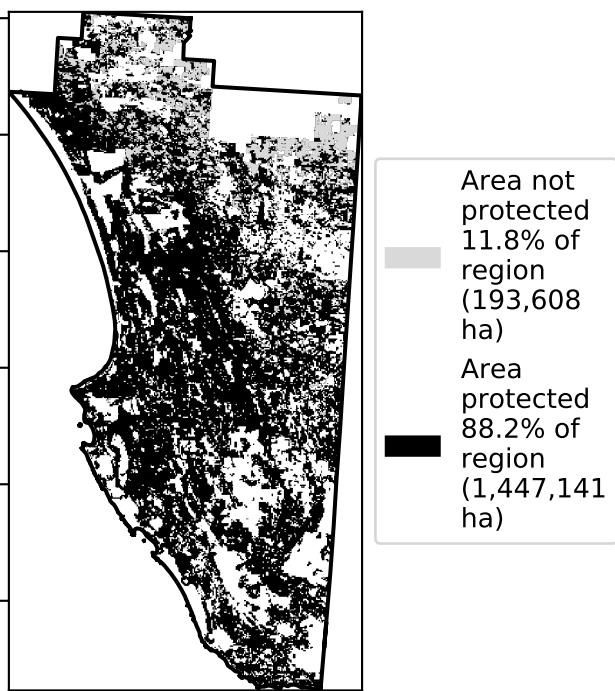 Area not
protected
11.8% of
region
(193,608
ha)
Area
protected
88.2% of
region
(1,447,141
ha)